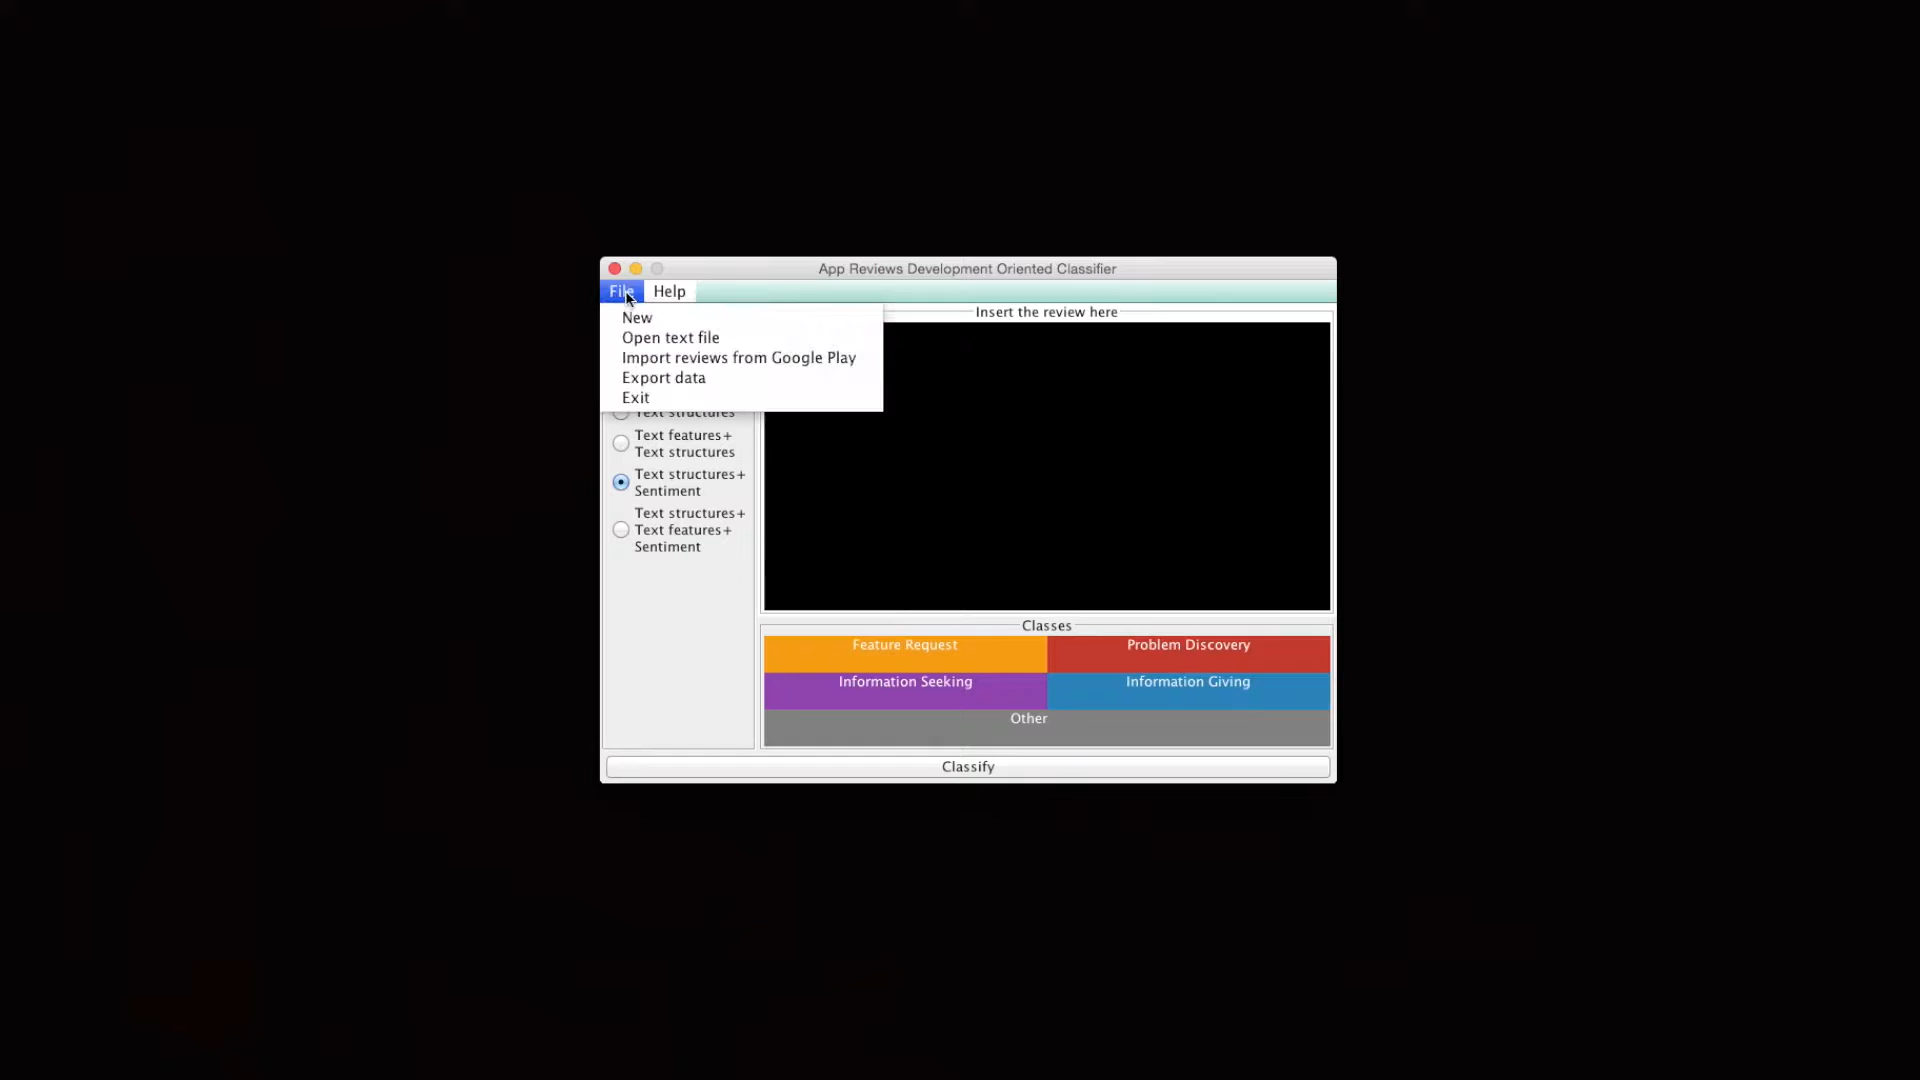 App Reviews Development Oriented Classifier
File Help
New
Open text file
Import reviews from Google Play
Export data
Exit
Insert the review here
Text structures
Text features+
Text structures
Text structures+
Sentiment
Text structures+
Text features+
Sentiment
Classes
Feature Request
Problem Discovery
Information Seeking
Information Giving
Other
Classify